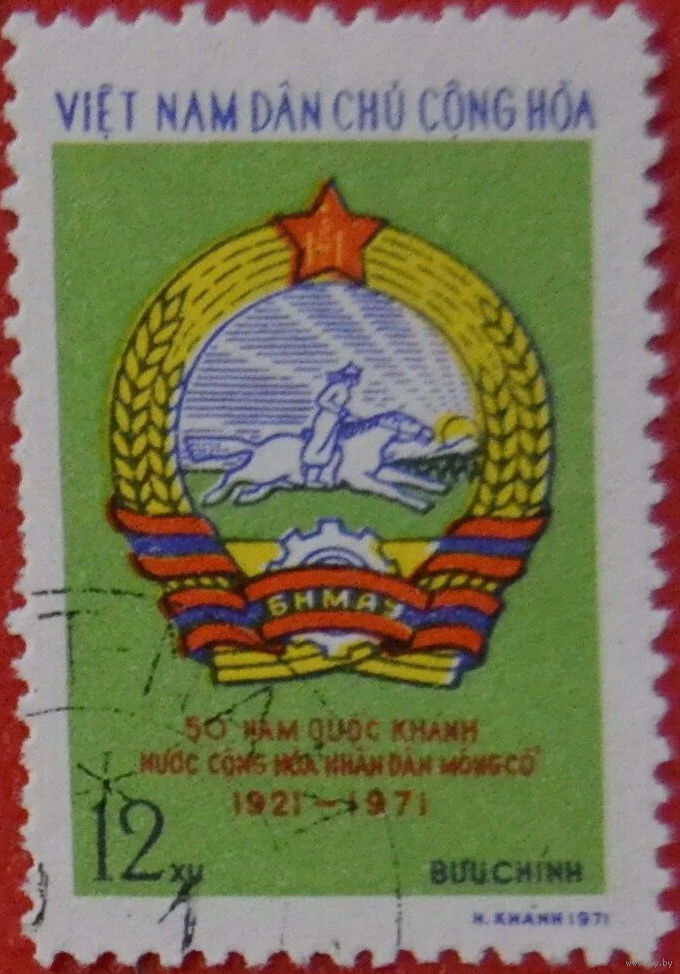 VIỆT NAM DÂN CHỦ CỘNG HÒA
БНМАУ
50 NĂM QUỐC KHÁNH
NƯỚC CỘNG HÒA NHÂN DÂN MÔNG CỔ
1921-1971
12 XU
BƯU CHÍNH
H. KHANH 1971